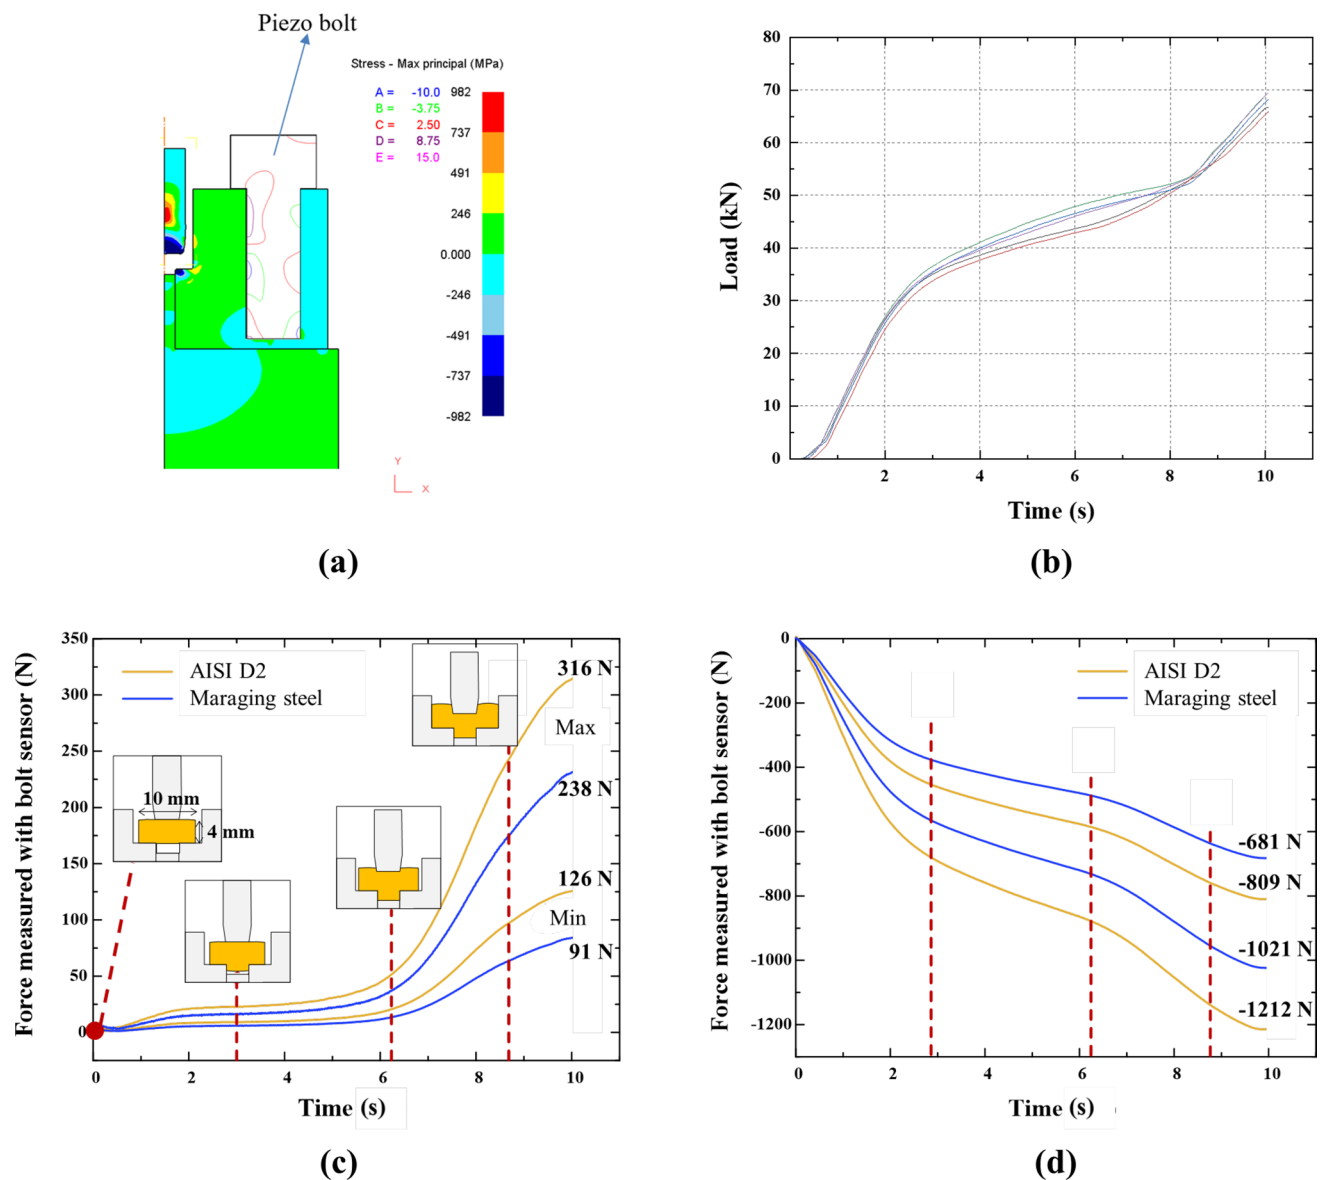 Piezo bolt
Stress - Max principal (MPa)
A = -10.0
B = -3.75
C = 2.50
D = 8.75
E = 15.0
982
737
491
246
0.000
-246
-491
-737
-982
Y
X
(a)
80
70
60
50
40
30
20
10
0
Load (kN)
2 4 6 8 10
Time (s)
(b)
350
300
250
200
150
100
50
0
Force measured with bolt sensor (N)
AISI D2
Maraging steel
10 mm
4 mm
316 N
Max
238 N
126 N
Min
91 N
0 2 4 6 8 10
Time (s)
(c)
0
-200
-400
-600
-800
-1000
-1200
Force measured with bolt sensor (N)
AISI D2
Maraging steel
-681 N
-809 N
-1021 N
-1212 N
0 2 4 6 8 10
Time (s)
(d)